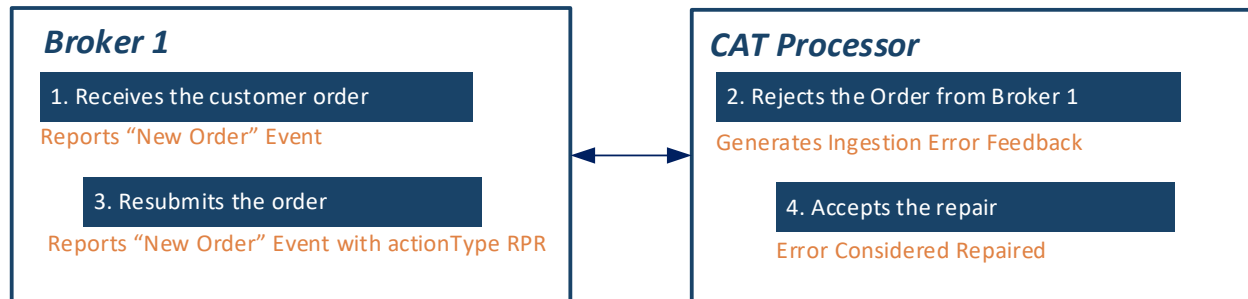 Broker 1
1. Receives the customer order
Reports “New Order” Event
3. Resubmits the order
Reports “New Order” Event with actionType RPR
CAT Processor
2. Rejects the Order from Broker 1
Generates Ingestion Error Feedback
4. Accepts the repair
Error Considered Repaired